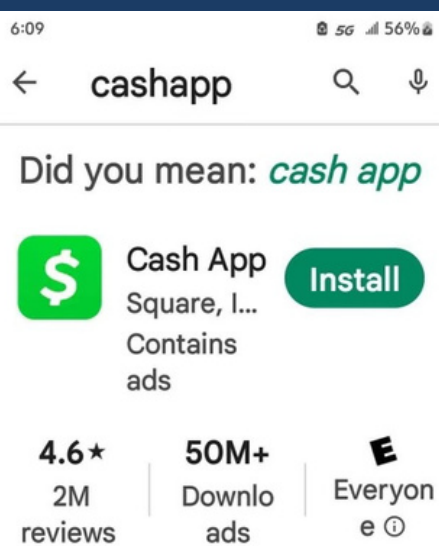 6:09 5G 56%
cashapp
Did you mean: cash app
$
Cash App
Square, I...
Contains
ads
Install
4.6★
2M
reviews
50M+
Downlo
ads
E
Everyon
e